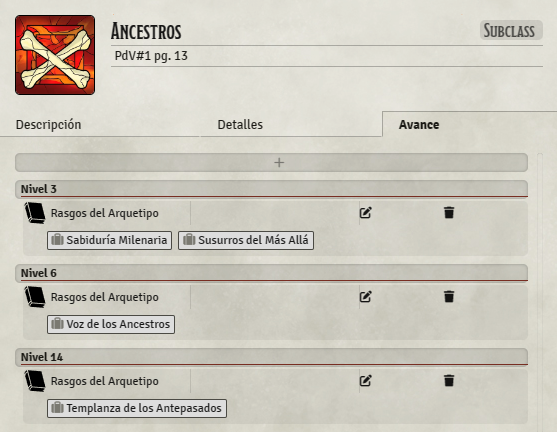 Ancestros
Subclass
PdV#1 pg. 13
Descripción Detalles Avance
+
Nivel 3
Rasgos del Arquetipo
Sabiduría Milenaria Susurros del Más Allá
Nivel 6
Rasgos del Arquetipo
Voz de los Ancestros
Nivel 14
Rasgos del Arquetipo
Templanza de los Antepasados